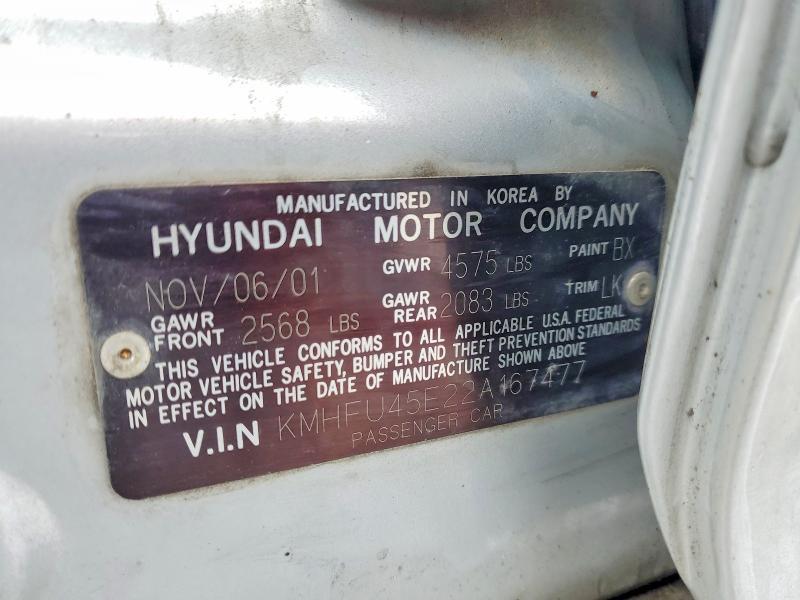 MANUFACTURED IN KOREA BY
HYUNDAI MOTOR COMPANY
NOV/06/01 GVWR 4575 LBS PAINT BX
GAWR FRONT 2568 LBS GAWR REAR 2083 LBS TRIM LK
THIS VEHICLE CONFORMS TO ALL APPLICABLE U.S.A. FEDERAL
MOTOR VEHICLE SAFETY, BUMPER AND THEFT PREVENTION STANDARDS
IN EFFECT ON THE DATE OF MANUFACTURE SHOWN ABOVE
V.I.N KMHFU45E22A167477
PASSENGER CAR